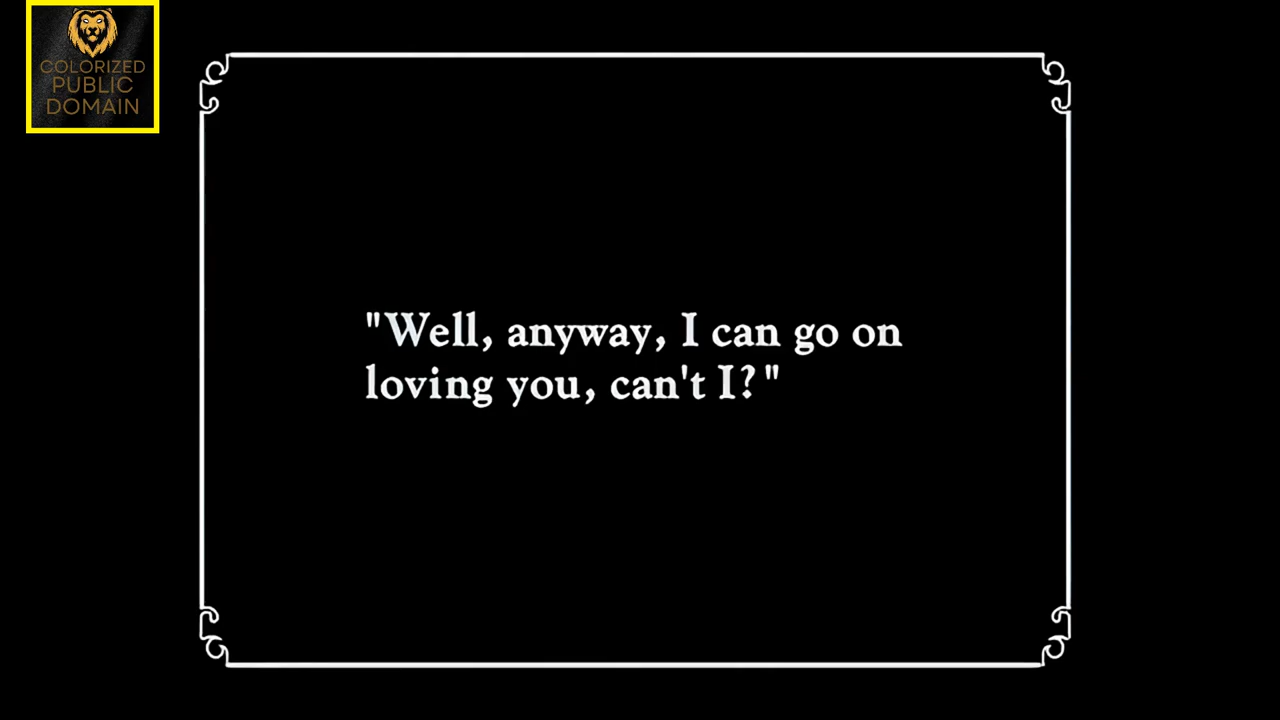 COLORIZED
PUBLIC
DOMAIN
"Well, anyway, I can go on
loving you, can't I?"